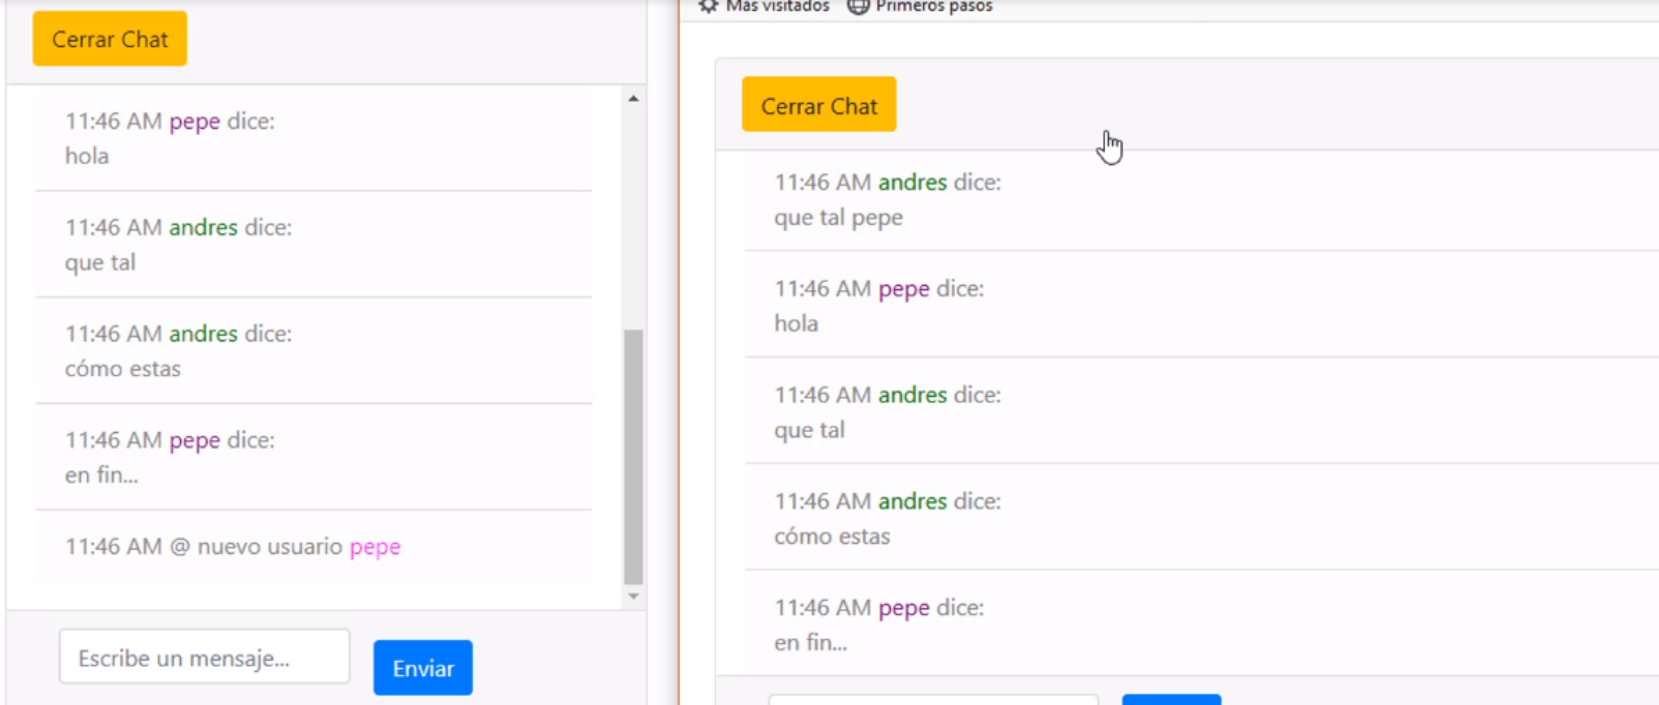 Cerrar Chat
11:46 AM pepe dice:
hola
11:46 AM andres dice:
que tal
11:46 AM andres dice:
cómo estas
11:46 AM pepe dice:
en fin...
11:46 AM @ nuevo usuario pepe
Escribe un mensaje...
Enviar
Más visitados Primeros pasos
Cerrar Chat
11:46 AM andres dice:
que tal pepe
11:46 AM pepe dice:
hola
11:46 AM andres dice:
que tal
11:46 AM andres dice:
cómo estas
11:46 AM pepe dice:
en fin...